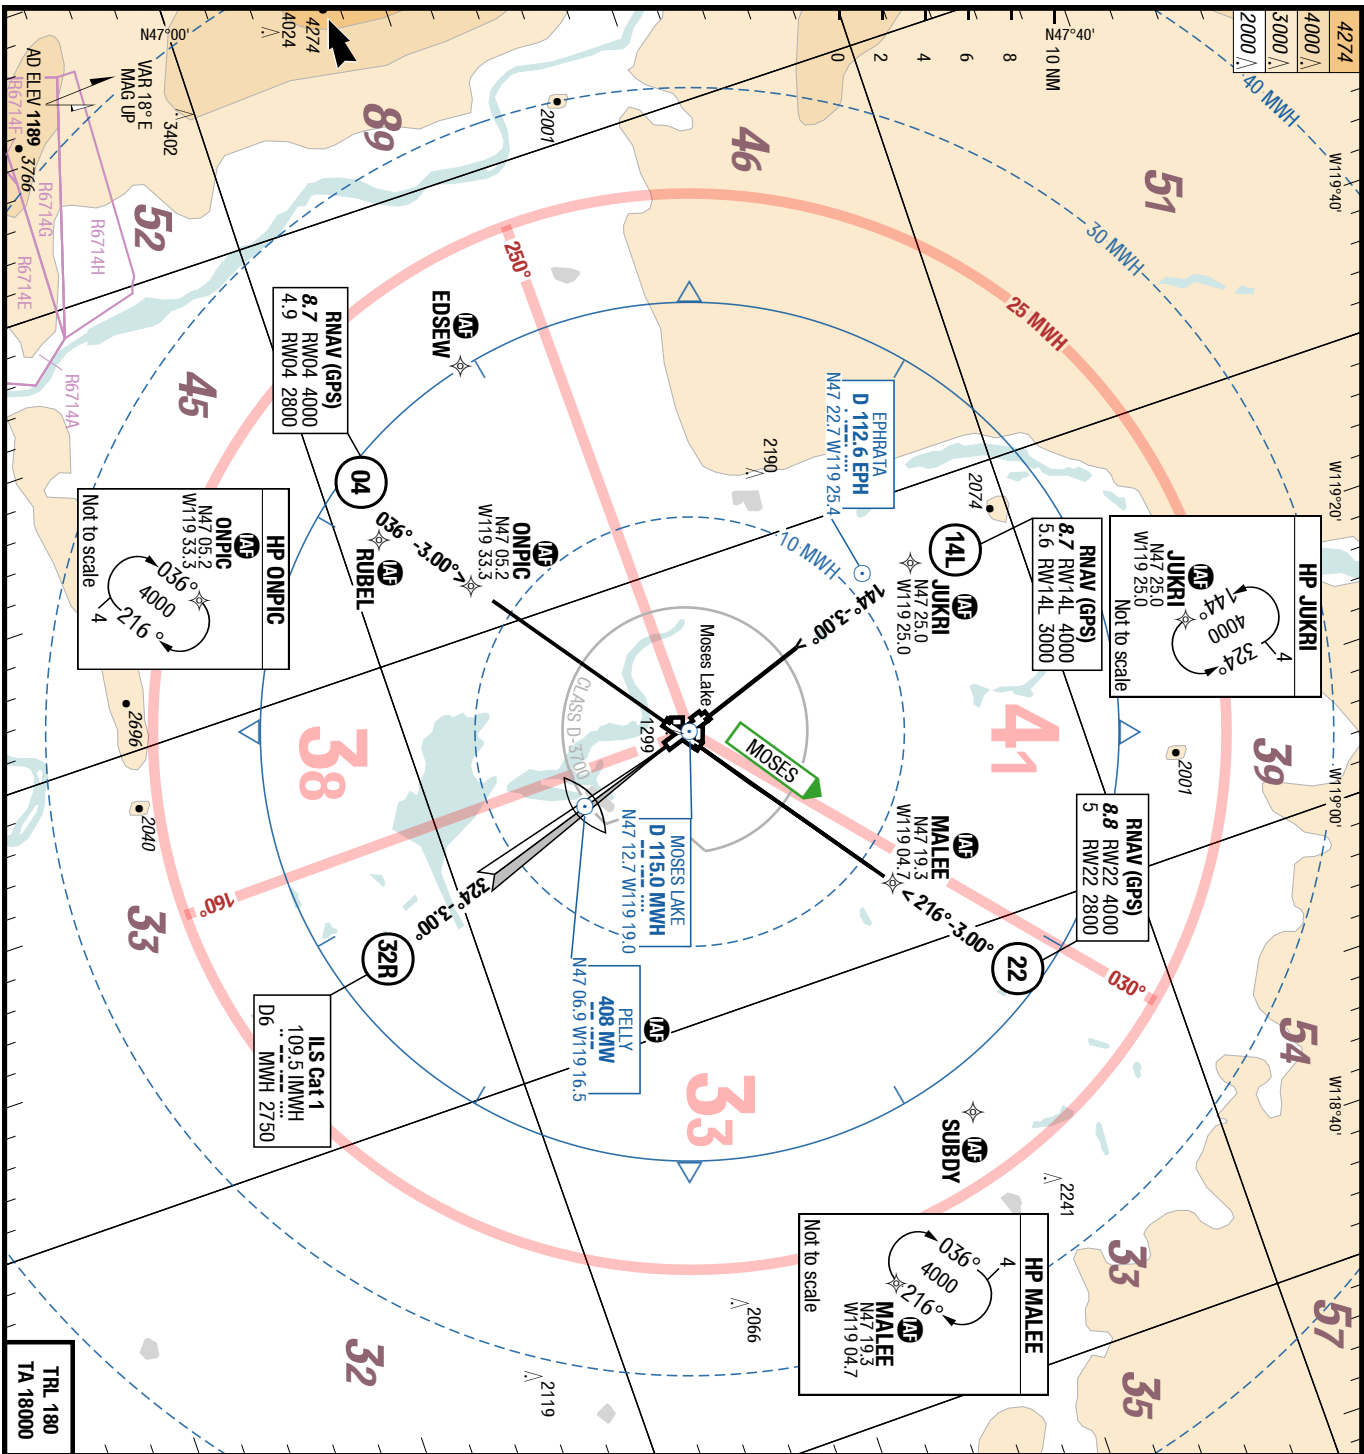 4274
4000
3000
2000
N47°00'
N47°40'
0
2
4
6
8
10 NM
4274
4024
VAR 18° E
MAG UP
3402
AD ELEV 1189
3766
R6714F
R6714G
R6714H
R6714E
R6714A
40 MWH
30 MWH
25 MWH
10 MWH
W119°40'
W119°20'
W119°00'
W118°40'
51
46
89
52
45
39
54
57
33
35
32
33
41
38
33
2001
2190
2074
2001
2696
2040
2241
2066
2119
1299
250°
160°
030°
IAF
EDSEW
RNAV (GPS)
8.7 RW04 4000
4.9 RW04 2800
04
036° -3.00°>
IAF
RUBEL
IAF
ONPIC
N47 05.2
W119 33.3
HP ONPIC
IAF
ONPIC
N47 05.2
W119 33.3
036°
4000
216°
4
Not to scale
EPHRATA
D 112.6 EPH
N47 22.7 W119 25.4
14L
144°-3.00°
IAF
JUKRI
N47 25.0
W119 25.0
RNAV (GPS)
8.7 RW14L 4000
5.6 RW14L 3000
HP JUKRI
IAF
JUKRI
N47 25.0
W119 25.0
144°
4000
324°
4
Not to scale
Moses Lake
CLASS D-3700
MOSES
MOSES LAKE
D 115.0 MWH
N47 12.7 W119 19.0
IAF
MALEE
N47 19.3
W119 04.7
< 216°-3.00°
22
RNAV (GPS)
8.8 RW22 4000
5 RW22 2800
IAF
PELLY
408 MW
N47 06.9 W119 16.5
324°-3.00°
32R
ILS Cat 1
109.5 IMWH
D6 MWH 2750
IAF
SUBDY
HP MALEE
036°
4000
216°
4
IAF
MALEE
N47 19.3
W119 04.7
Not to scale
TRL 180
TA 18000